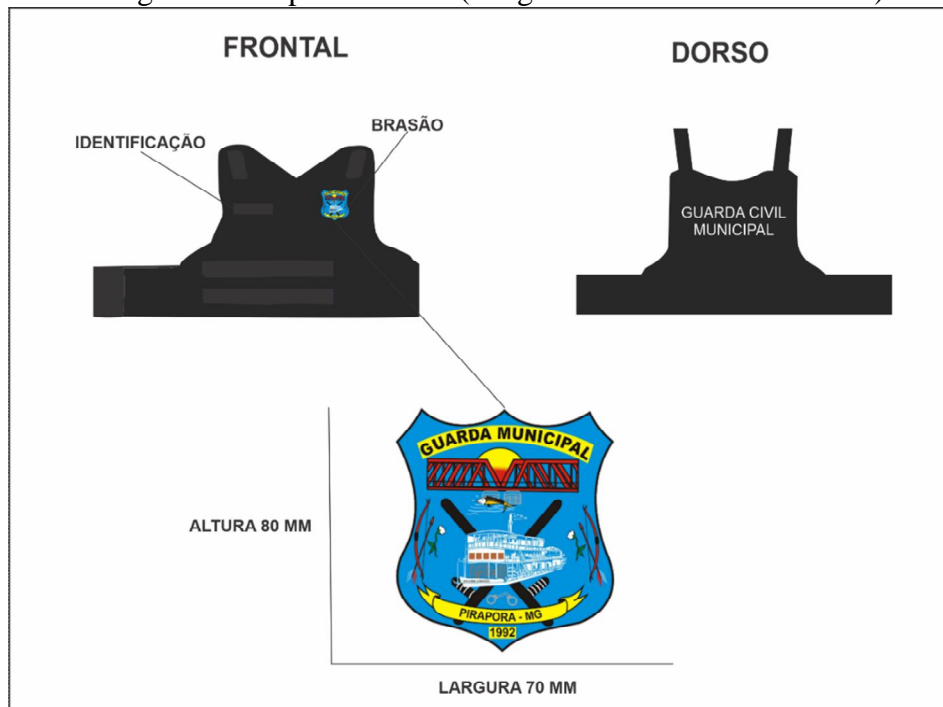 FRONTAL
DORSO
IDENTIFICAÇÃO
BRASÃO
GUARDA CIVIL
MUNICIPAL
GUARDA MUNICIPAL
ALTURA 80 MM
PIRAPORA - MG
1992
LARGURA 70 MM